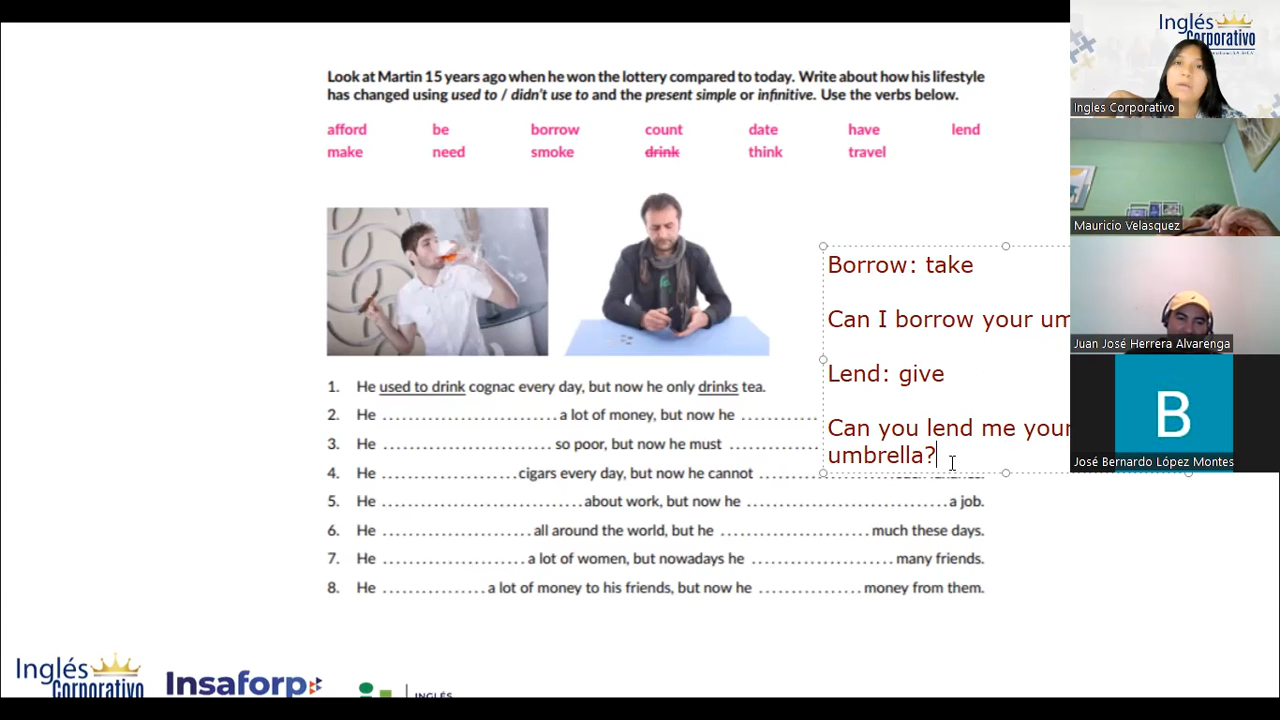 Look at Martin 15 years ago when he won the lottery compared to today. Write about how his lifestyle
has changed using used to / didn't use to and the present simple or infinitive. Use the verbs below.
afford be borrow count date have lend
make need smoke drink think travel
Borrow: take
Can I borrow your
Lend: give
Can you lend me your
umbrella?
1. He used to drink cognac every day, but now he only drinks tea.
2. He .......................... a lot of money, but now he ............
3. He .......................... so poor, but now he must ..............
4. He .......................... cigars every day, but now he cannot ..............
5. He .......................... about work, but now he .......................... a job.
6. He .......................... all around the world, but he .......................... much these days.
7. He .......................... a lot of women, but nowadays he .......................... many friends.
8. He .................... a lot of money to his friends, but now he .................... money from them.
Inglés
Corporativo
Insaforp
INGLÉS
Inglés
Corporativo
Ingles Corporativo
Mauricio Velasquez
Juan José Herrera Alvarenga
B
José Bernardo López Montes